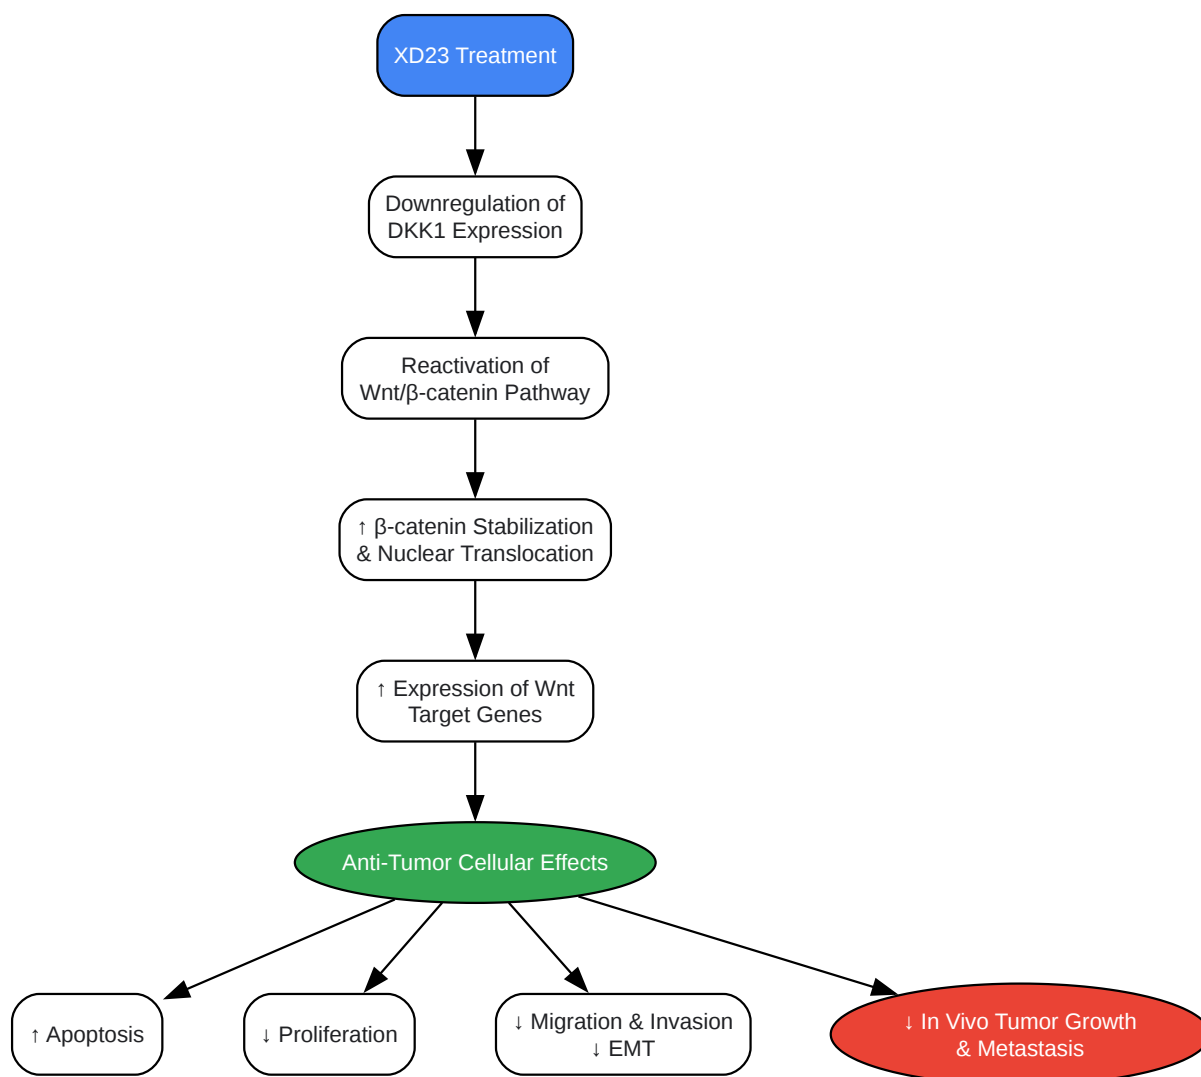 XD23 Treatment
Downregulation of
DKK1 Expression
Reactivation of
Wnt/β-catenin Pathway
↑ β-catenin Stabilization
& Nuclear Translocation
↑ Expression of Wnt
Target Genes
Anti-Tumor Cellular Effects
↑ Apoptosis
↓ Proliferation
↓ Migration & Invasion
↓ EMT
↓ In Vivo Tumor Growth
& Metastasis